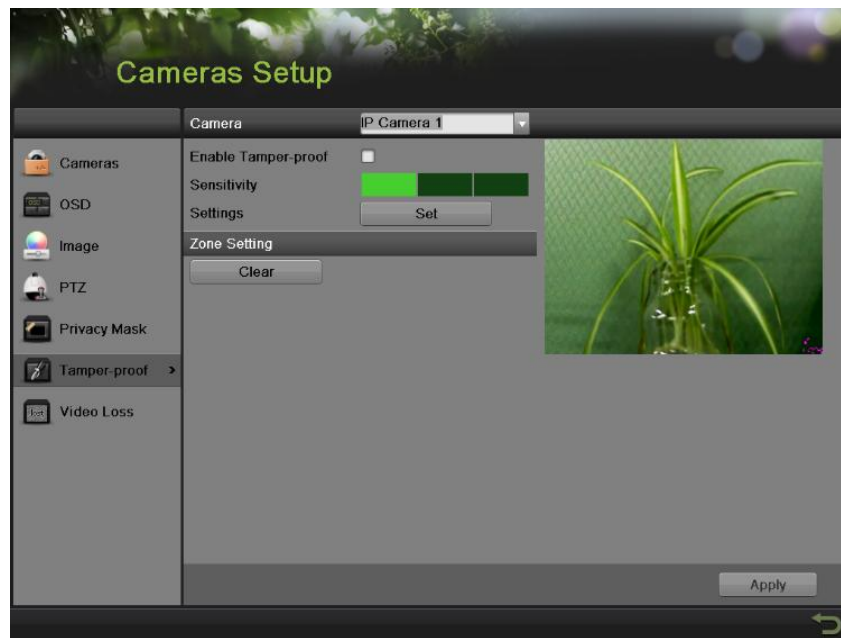 Cameras Setup
Camera IP Camera 1
Cameras
OSD
Image
PTZ
Privacy Mask
Tamper-proof >
Video Loss
Enable Tamper-proof
Sensitivity
Settings Set
Zone Setting
Clear
Apply